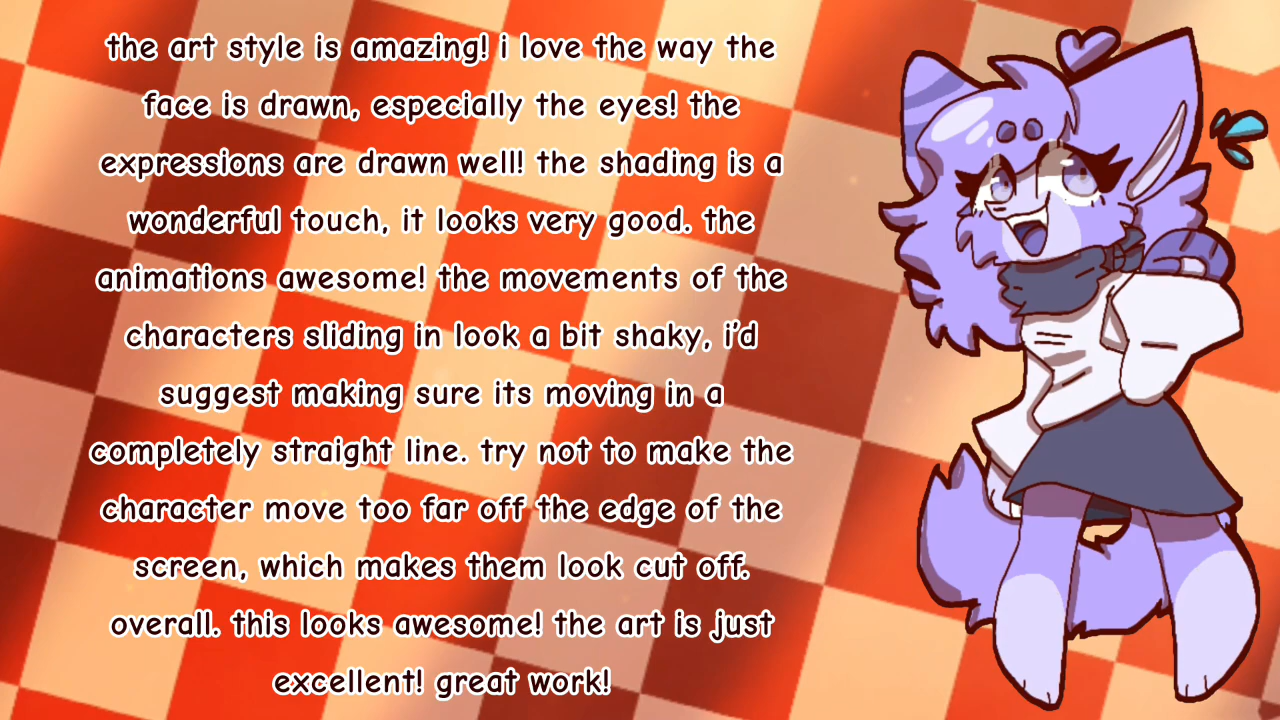 the art style is amazing! i love the way the
face is drawn, especially the eyes! the
expressions are drawn well! the shading is a
wonderful touch, it looks very good. the
animations awesome! the movements of the
characters sliding in look a bit shaky, i'd
suggest making sure its moving in a
completely straight line. try not to make the
character move too far off the edge of the
screen, which makes them look cut off.
overall. this looks awesome! the art is just
excellent! great work!